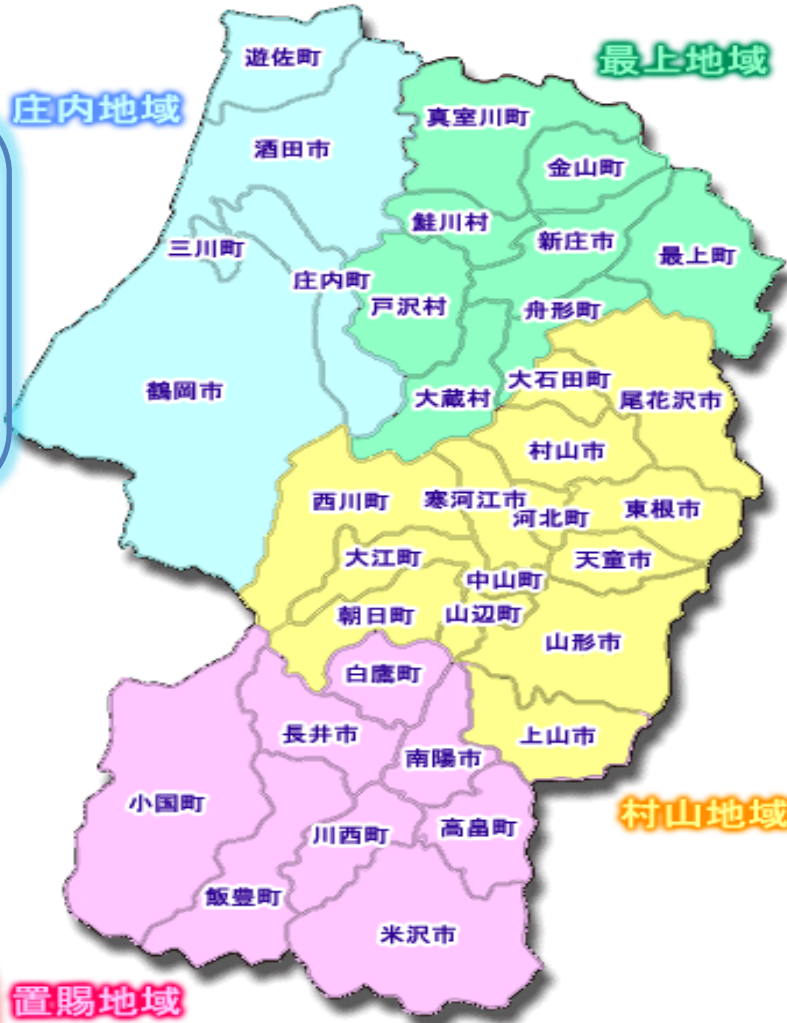 遊佐町
最上地域
庄内地域
真室川町
酒田市
金山町
鮭川村
新庄市
三川町
最上町
庄内町
戸沢村
舟形町
大石田町
鶴岡市
大蔵村
尾花沢市
村山市
西川町
寒河江市
東根市
河北町
大江町
天童市
中山町
朝日町
山辺町
山形市
白鷹町
長井市
上山市
南陽市
小国町
村山地域
川西町
高畠町
飯豊町
米沢市
置賜地域